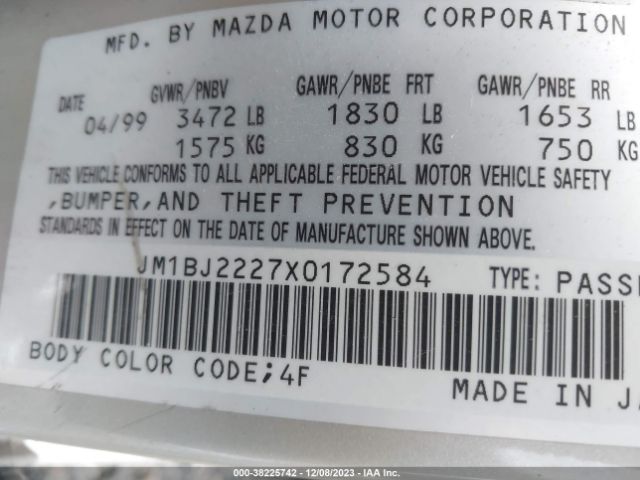 MFD. BY MAZDA MOTOR CORPORATION
DATE GVWR/PNBV GAWR/PNBE FRT GAWR/PNBE RR
04/99 3472 LB 1830 LB 1653 LB
1575 KG 830 KG 750 KG
THIS VEHICLE CONFORMS TO ALL APPLICABLE FEDERAL MOTOR VEHICLE SAFETY
,BUMPER,AND THEFT PREVENTION
STANDARDS IN EFFECT ON THE DATE OF MANUFACTURE SHOWN ABOVE.
JM1BJ2227X0172584 TYPE: PASSE
BODY COLOR CODE;4F
MADE IN JA
000-38225742 - 12/08/2023 - IAA Inc.